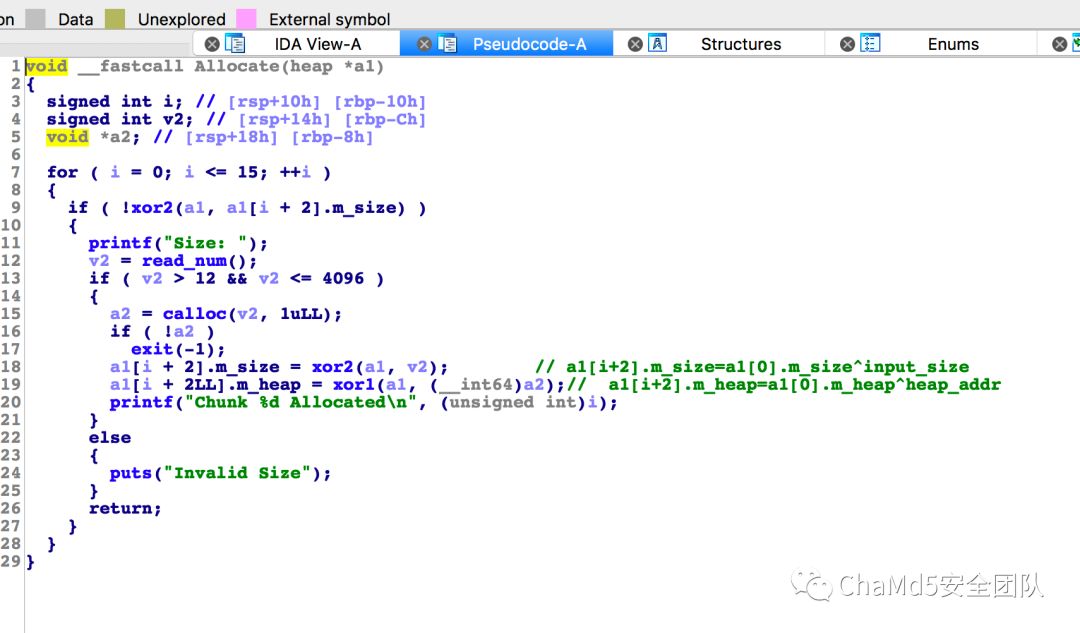 on Data Unexplored External symbol
IDA View-A Pseudocode-A Structures Enums
1 void __fastcall Allocate(heap *a1)
2 {
3 signed int i; // [rsp+10h] [rbp-10h]
4 signed int v2; // [rsp+14h] [rbp-Ch]
5 void *a2; // [rsp+18h] [rbp-8h]
6
7 for ( i = 0; i <= 15; ++i )
8 {
9 if ( !xor2(a1, a1[i + 2].m_size) )
10 {
11 printf("Size: ");
12 v2 = read_num();
13 if ( v2 > 12 && v2 <= 4096 )
14 {
15 a2 = calloc(v2, 1uLL);
16 if ( !a2 )
17 exit(-1);
18 a1[i + 2].m_size = xor2(a1, v2); // a1[i+2].m_size=a1[0].m_size^input_size
19 a1[i + 2LL].m_heap = xor1(a1, (__int64)a2);// a1[i+2].m_heap=a1[0].m_heap^heap_addr
20 printf("Chunk %d Allocated\n", (unsigned int)i);
21 }
22 else
23 {
24 puts("Invalid Size");
25 }
26 return;
27 }
28 }
29 }
ChaMd5安全团队